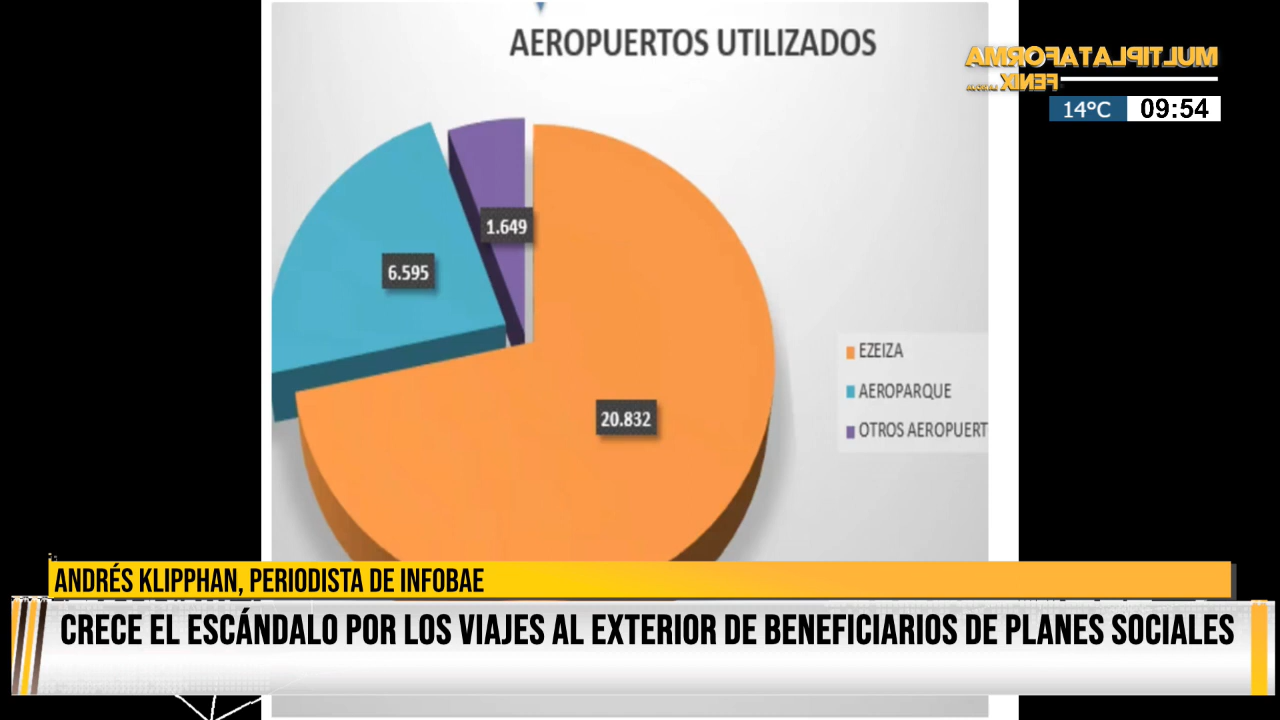 AEROPUERTOS UTILIZADOS
MULTIPLATAFORMA
FENIX
14°C 09:54
1.649
6.595
20.832
EZEIZA
AEROPARQUE
OTROS AEROPUERT
ANDRÉS KLIPPHAN, PERIODISTA DE INFOBAE
CRECE EL ESCÁNDALO POR LOS VIAJES AL EXTERIOR DE BENEFICIARIOS DE PLANES SOCIALES